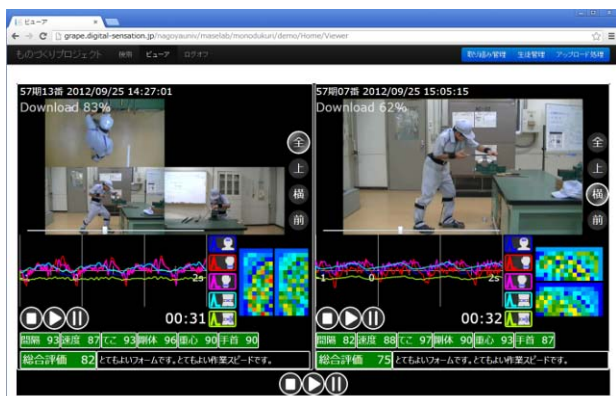 ビューア
grape.digital-sensation.jp/nagoyauniv/maselab/monodukuri/demo/Home/Viewer
ものづくりプロジェクト 検索 ビューア ログオフ
取り組み管理 生徒管理 アップロード処理
57期13番 2012/09/25 14:27:01
Download 83%
全
上
横
前
-1 0 2s
00:31
間隔 93 速度 87 てこ 93 剛体 96 重心 90 手首 90
総合評価 82 とてもよいフォームです。とてもよい作業スピードです。
57期07番 2012/09/25 15:05:15
Download 62%
全
上
横
前
-1 0 2s
00:32
間隔 82 速度 88 てこ 97 剛体 90 重心 93 手首 87
総合評価 75 とてもよいフォームです。とてもよい作業スピードです。